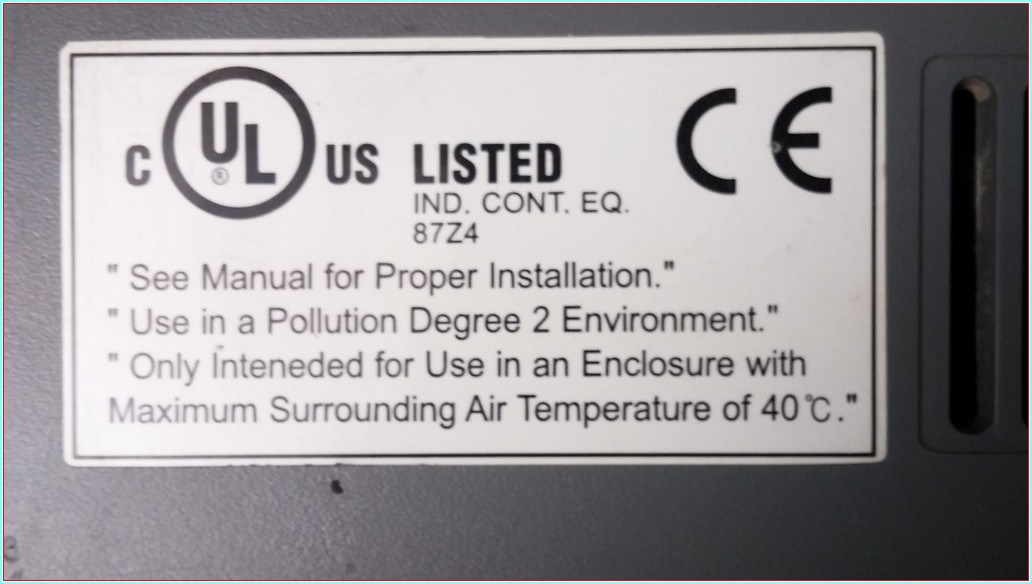 C UL® US LISTED CE
IND. CONT. EQ.
87Z4
" See Manual for Proper Installation."
" Use in a Pollution Degree 2 Environment."
" Only Inteneded for Use in an Enclosure with
Maximum Surrounding Air Temperature of 40℃."